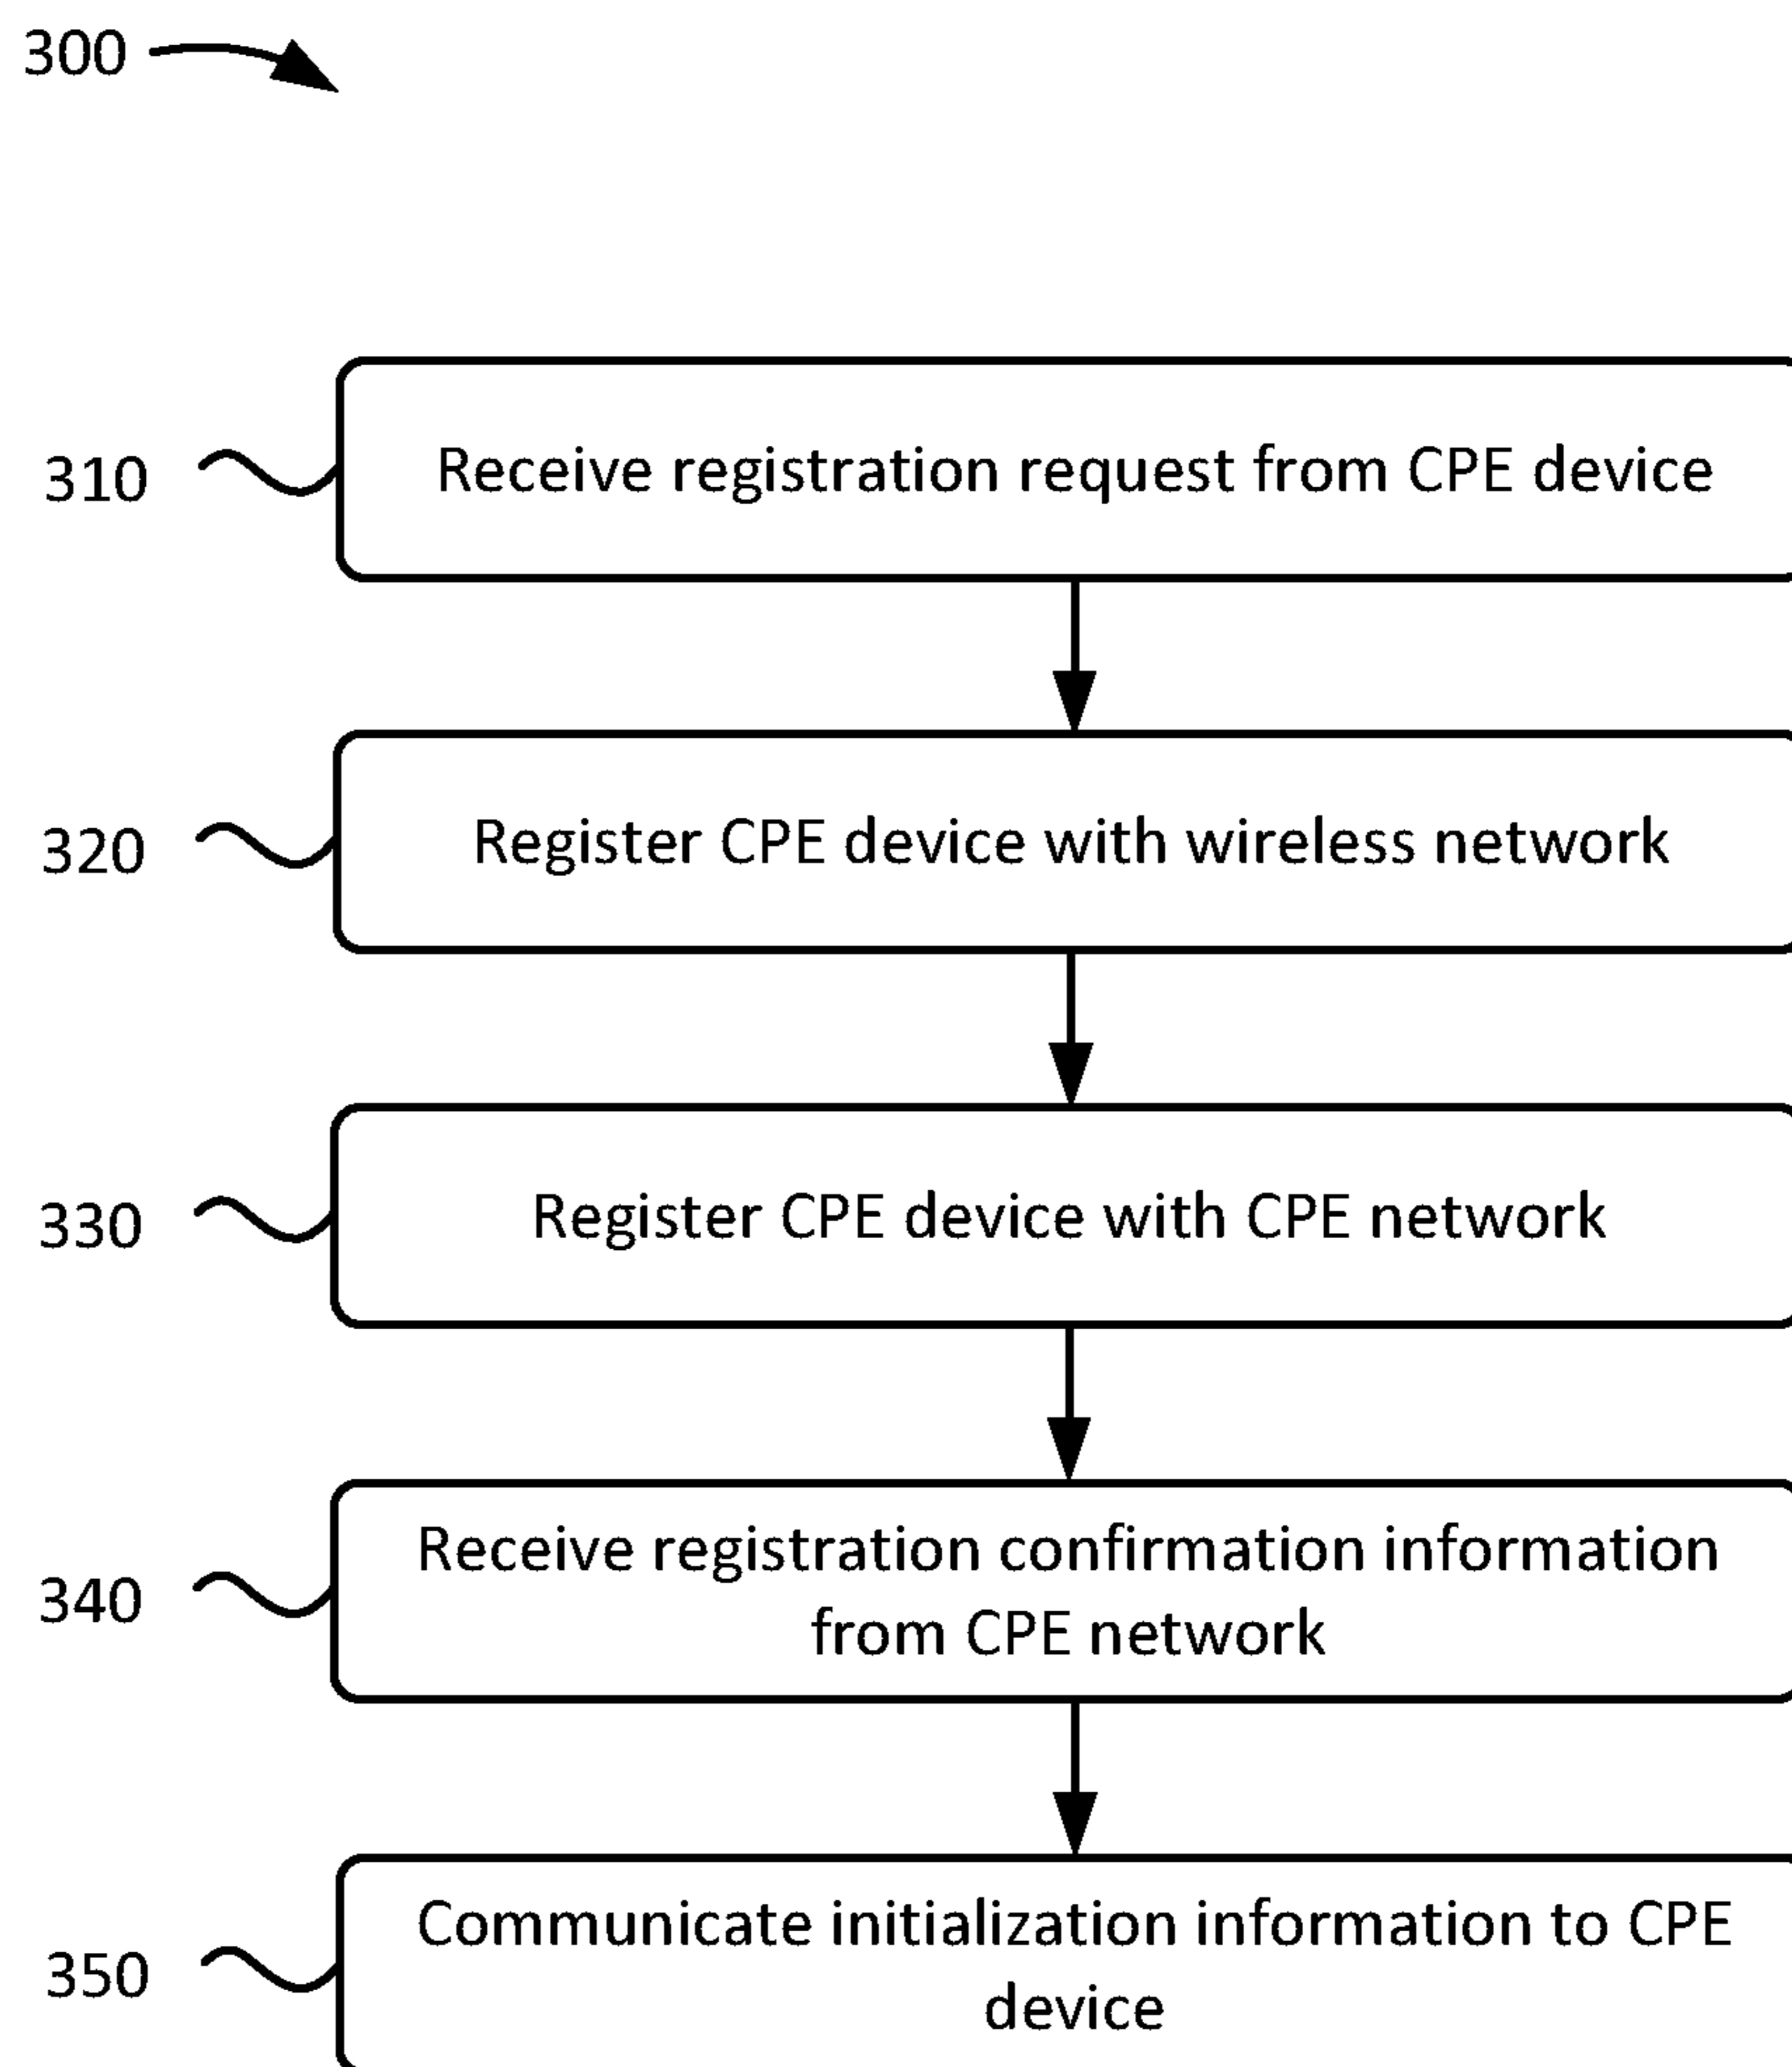 300
310
Receive registration request from CPE device
320
Register CPE device with wireless network
330
Register CPE device with CPE network
340
Receive registration confirmation information
from CPE network
350
Communicate initialization information to CPE
device